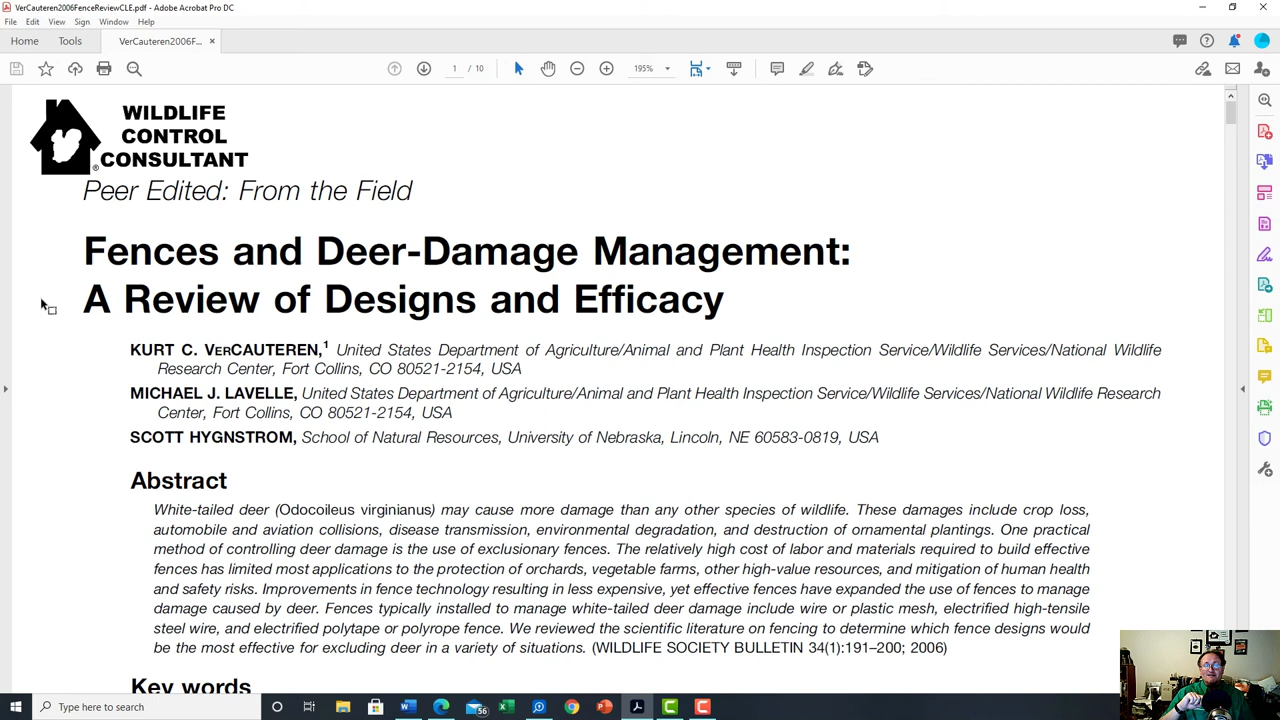 VerCauteren2006FenceReviewCLE.pdf - Adobe Acrobat Pro DC
File Edit View Sign Window Help
Home Tools VerCauteren2006F... ×
1 / 10 195%
WILDLIFE
CONTROL
CONSULTANT
®
Peer Edited: From the Field
Fences and Deer-Damage Management:
A Review of Designs and Efficacy
KURT C. VERCAUTEREN,1 United States Department of Agriculture/Animal and Plant Health Inspection Service/Wildlife Services/National Wildlife
Research Center, Fort Collins, CO 80521-2154, USA
MICHAEL J. LAVELLE, United States Department of Agriculture/Animal and Plant Health Inspection Service/Wildlife Services/National Wildlife Research
Center, Fort Collins, CO 80521-2154, USA
SCOTT HYGNSTROM, School of Natural Resources, University of Nebraska, Lincoln, NE 60583-0819, USA
Abstract
White-tailed deer (Odocoileus virginianus) may cause more damage than any other species of wildlife. These damages include crop loss,
automobile and aviation collisions, disease transmission, environmental degradation, and destruction of ornamental plantings. One practical
method of controlling deer damage is the use of exclusionary fences. The relatively high cost of labor and materials required to build effective
fences has limited most applications to the protection of orchards, vegetable farms, other high-value resources, and mitigation of human health
and safety risks. Improvements in fence technology resulting in less expensive, yet effective fences have expanded the use of fences to manage
damage caused by deer. Fences typically installed to manage white-tailed deer damage include wire or plastic mesh, electrified high-tensile
steel wire, and electrified polytape or polyrope fence. We reviewed the scientific literature on fencing to determine which fence designs would
be the most effective for excluding deer in a variety of situations. (WILDLIFE SOCIETY BULLETIN 34(1):191–200; 2006)
Key words
Type here to search
56